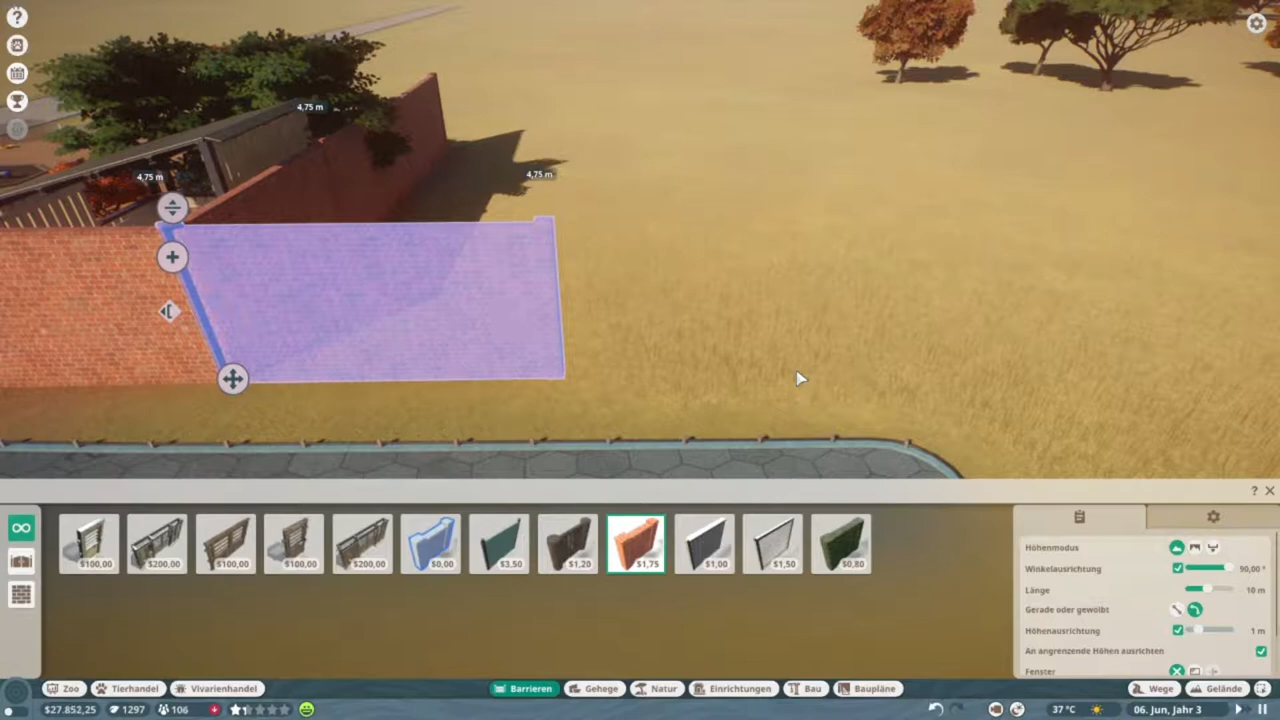 4,75 m
4,75 m
4,75 m
$100,00
$200,00
$100,00
$100,00
$200,00
$0,00
$3,50
$1,20
$1,75
$1,00
$1,50
$0,80
Höhenmodus
Winkelausrichtung 90,00 °
Länge 10 m
Gerade oder gewölbt
Höhenausrichtung 1 m
An angrenzende Höhen ausrichten
Fenster
Zoo Tierhandel Vivarienhandel Barrieren Gehege Natur Einrichtungen Bau Baupläne Wege Gelände
$27.852,25 1297 106 37 °C 06. Jun, Jahr 3